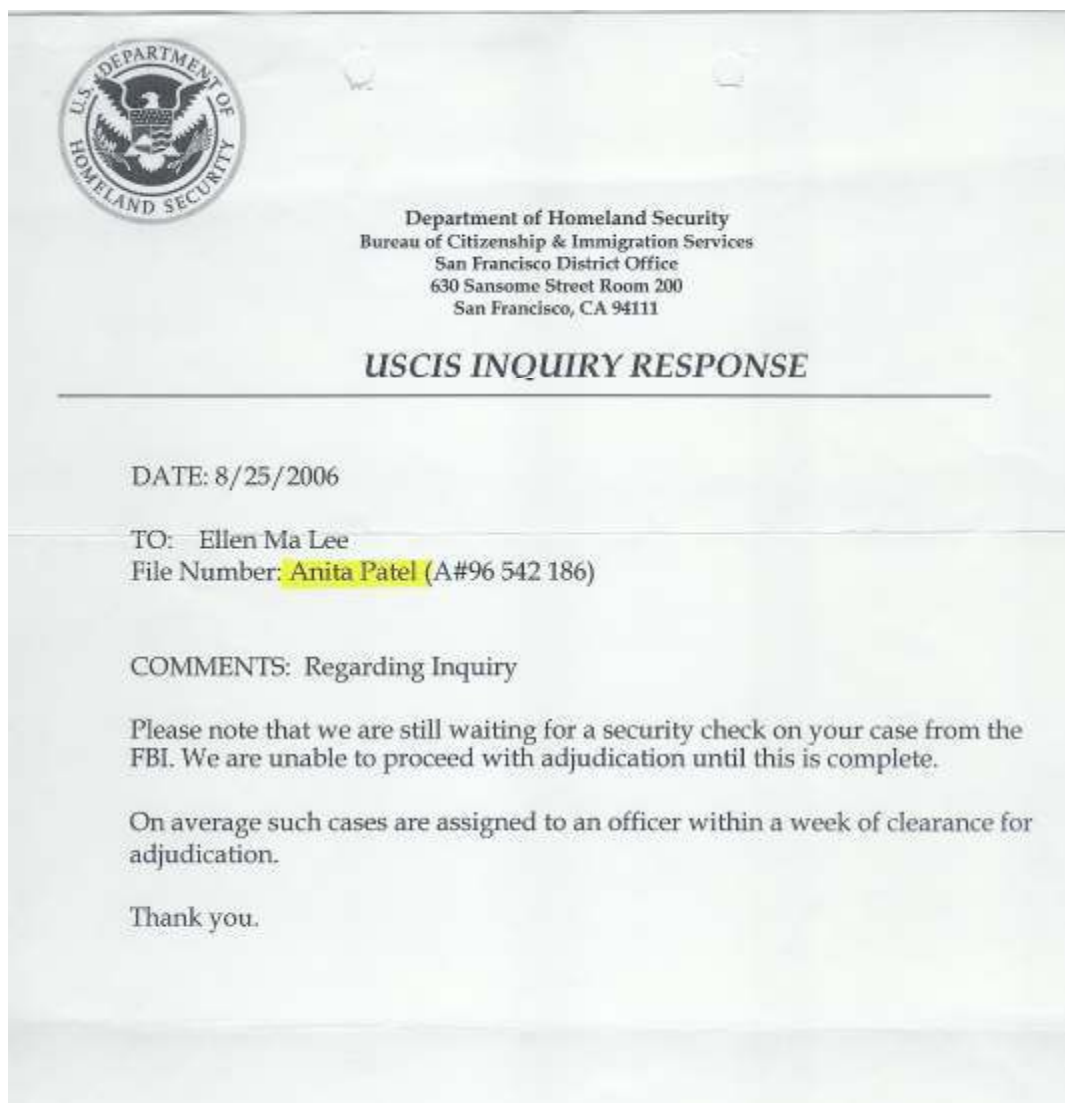 U.S. DEPARTMENT OF
HOMELAND SECURITY
Department of Homeland Security
Bureau of Citizenship & Immigration Services
San Francisco District Office
630 Sansome Street Room 200
San Francisco, CA 94111
USCIS INQUIRY RESPONSE
DATE: 8/25/2006
TO: Ellen Ma Lee
File Number: Anita Patel (A#96 542 186)
COMMENTS: Regarding Inquiry
Please note that we are still waiting for a security check on your case from the
FBI. We are unable to proceed with adjudication until this is complete.
On average such cases are assigned to an officer within a week of clearance for
adjudication.
Thank you.